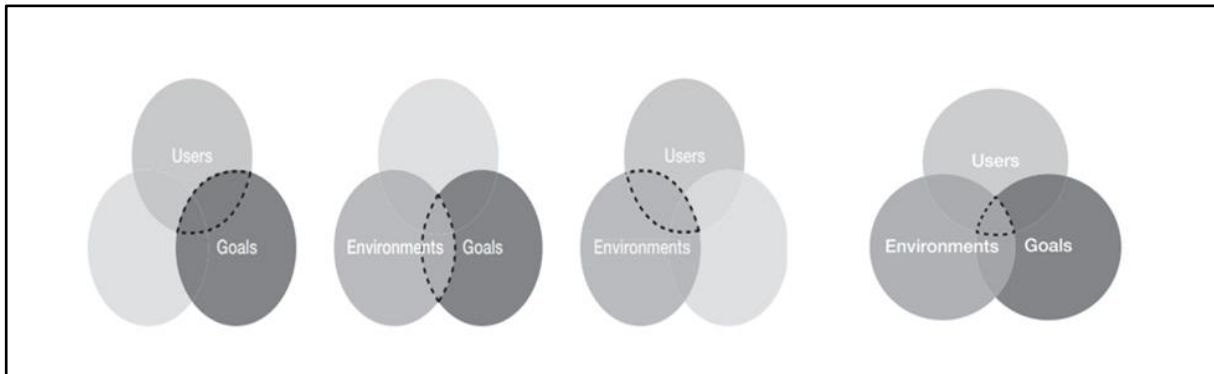 Users
Goals
Environments Goals
Users
Environments
Users
Environments Goals